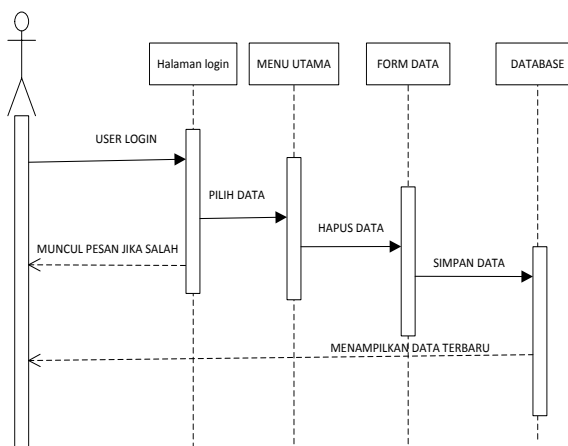 Halaman login
MENU UTAMA
FORM DATA
DATABASE
USER LOGIN
PILIH DATA
HAPUS DATA
MUNCUL PESAN JIKA SALAH
SIMPAN DATA
MENAMPILKAN DATA TERBARU